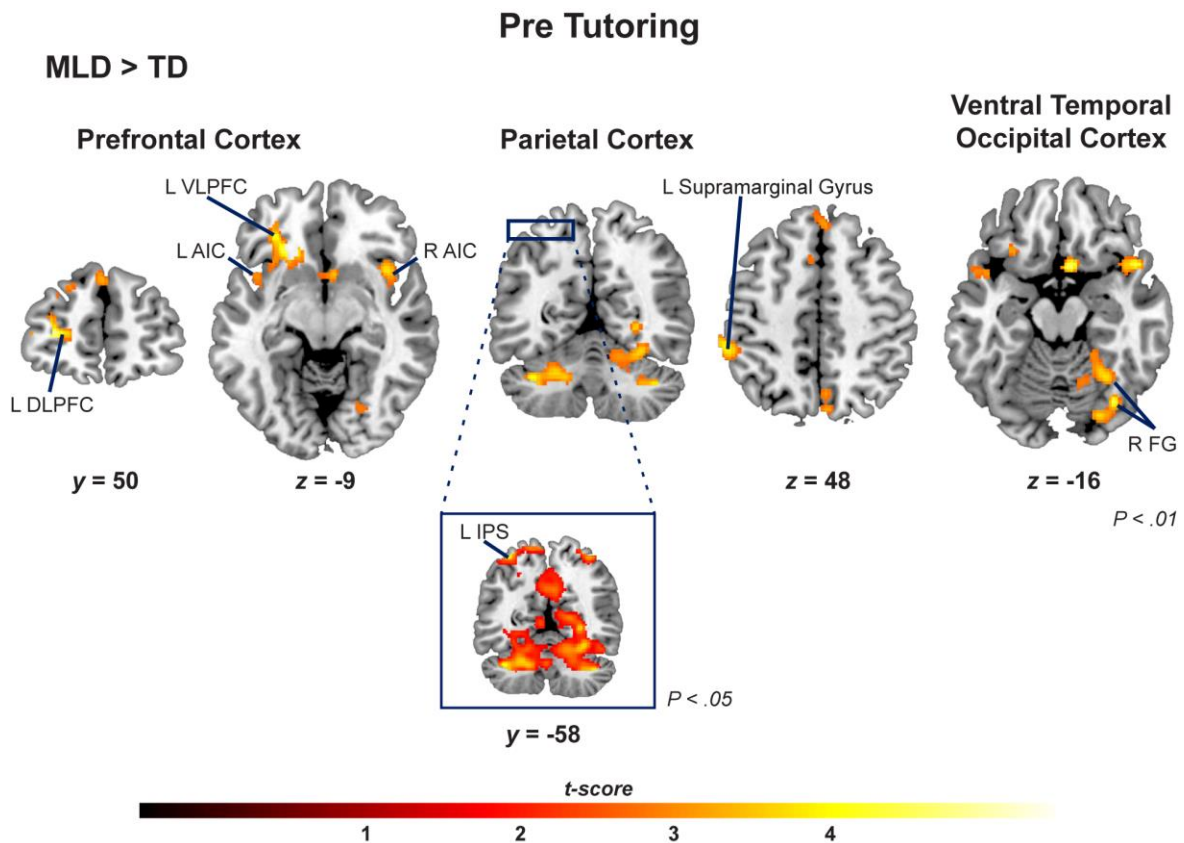 Pre Tutoring
MLD > TD
Prefrontal Cortex
Parietal Cortex
Ventral Temporal
Occipital Cortex
L VLPFC
L AIC
R AIC
L DLPFC
L Supramarginal Gyrus
R FG
y = 50
z = -9
z = 48
z = -16
P < .01
L IPS
P < .05
y = -58
t-score
1 2 3 4